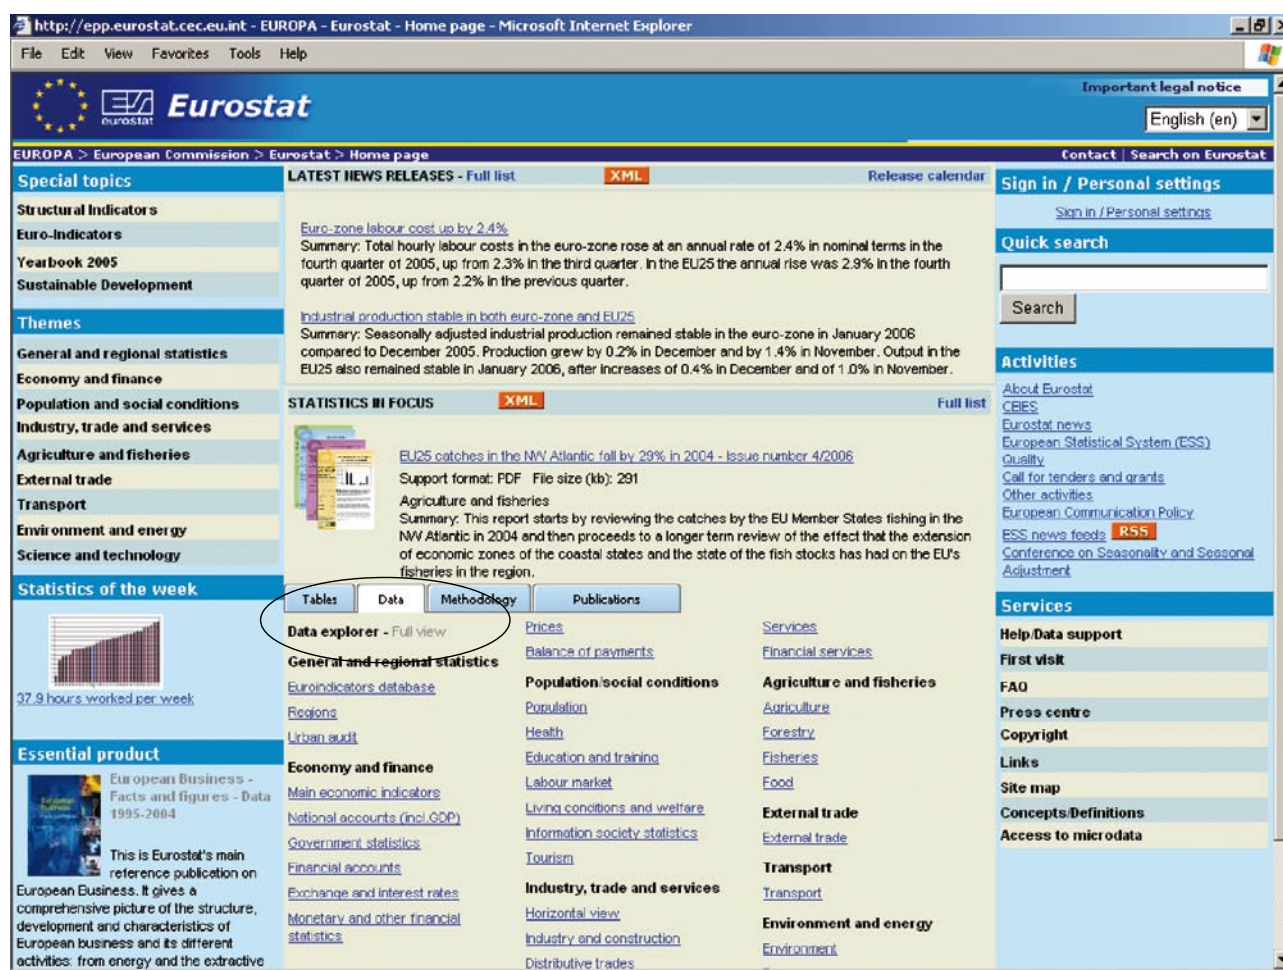 http://epp.eurostat.cec.eu.int - EUROPA - Eurostat - Home page - Microsoft Internet Explorer
File Edit View Favorites Tools Help
Important legal notice
eurostat Eurostat
English (en)
EUROPA > European Commission > Eurostat > Home page
Contact | Search on Eurostat
Special topics
Structural Indicators
Euro-Indicators
Yearbook 2005
Sustainable Development
Themes
General and regional statistics
Economy and finance
Population and social conditions
Industry, trade and services
Agriculture and fisheries
External trade
Transport
Environment and energy
Science and technology
Statistics of the week
37.9 hours worked per week
Essential product
European Business -
Facts and figures - Data
1995-2004
This is Eurostat's main
reference publication on
European Business. It gives a
comprehensive picture of the structure,
development and characteristics of
European business and its different
activities: from energy and the extractive
LATEST NEWS RELEASES - Full list XML Release calendar
Euro-zone labour cost up by 2.4%
Summary: Total hourly labour costs in the euro-zone rose at an annual rate of 2.4% in nominal terms in the
fourth quarter of 2005, up from 2.3% in the third quarter. In the EU25 the annual rise was 2.9% in the fourth
quarter of 2005, up from 2.2% in the previous quarter.
Industrial production stable in both euro-zone and EU25
Summary: Seasonally adjusted industrial production remained stable in the euro-zone in January 2006
compared to December 2005. Production grew by 0.2% in December and by 1.4% in November. Output in the
EU25 also remained stable in January 2006, after increases of 0.4% in December and of 1.0% in November.
STATISTICS IN FOCUS XML Full list
EU25 catches in the NW Atlantic fall by 29% in 2004 - Issue number 4/2006
Support format: PDF File size (kb): 291
Agriculture and fisheries
Summary: This report starts by reviewing the catches by the EU Member States fishing in the
NW Atlantic in 2004 and then proceeds to a longer term review of the effect that the extension
of economic zones of the coastal states and the state of the fish stocks has had on the EU's
fisheries in the region.
Tables Data Methodology Publications
Data explorer - Full view
General and regional statistics
Euroindicators database
Regions
Urban audit
Economy and finance
Main economic indicators
National accounts (incl.GDP)
Government statistics
Financial accounts
Exchange and interest rates
Monetary and other financial
statistics
Prices
Balance of payments
Population/social conditions
Population
Health
Education and training
Labour market
Living conditions and welfare
Information society statistics
Tourism
Industry, trade and services
Horizontal view
Industry and construction
Distributive trades
Services
Financial services
Agriculture and fisheries
Agriculture
Forestry
Fisheries
Food
External trade
External trade
Transport
Transport
Environment and energy
Environment
Sign in / Personal settings
Sign in / Personal settings
Quick search
Search
Activities
About Eurostat
CEIES
Eurostat news
European Statistical System (ESS)
Quality
Call for tenders and grants
Other activities
European Communication Policy
ESS news feeds RSS
Conference on Seasonality and Seasonal
Adjustment
Services
Help/Data support
First visit
FAQ
Press centre
Copyright
Links
Site map
Concepts/Definitions
Access to microdata